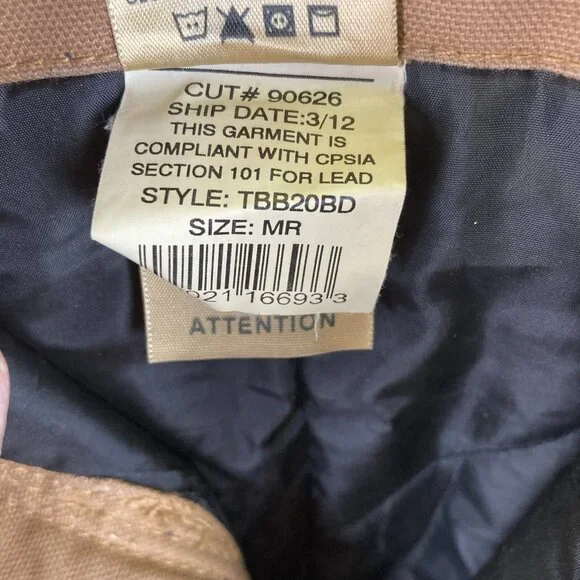 CUT# 90626
SHIP DATE:3/12
THIS GARMENT IS
COMPLIANT WITH CPSIA
SECTION 101 FOR LEAD
STYLE: TBB20BD
SIZE: MR
921 16693 3
ATTENTION